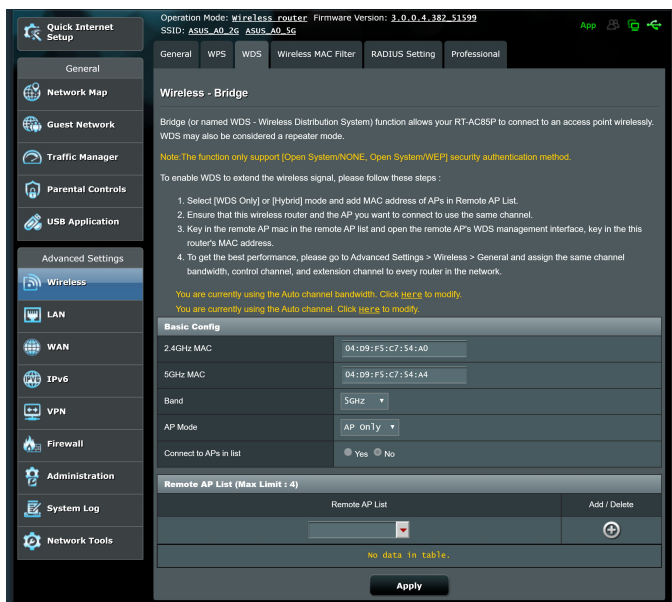 Quick Internet
Setup
Operation Mode: Wireless router Firmware Version: 3.0.0.4.382_51599
SSID: ASUS_A0_2G ASUS_A0_5G
App
General WPS WDS Wireless MAC Filter RADIUS Setting Professional
General
Network Map
Guest Network
Traffic Manager
Parental Controls
USB Application
Advanced Settings
Wireless
LAN
WAN
IPv6
VPN
Firewall
Administration
System Log
Network Tools
Wireless - Bridge
Bridge (or named WDS - Wireless Distribution System) function allows your RT-AC85P to connect to an access point wirelessly.
WDS may also be considered a repeater mode.
Note:The function only support [Open System/NONE, Open System/WEP] security authentication method.
To enable WDS to extend the wireless signal, please follow these steps :
1. Select [WDS Only] or [Hybrid] mode and add MAC address of APs in Remote AP List.
2. Ensure that this wireless router and the AP you want to connect to use the same channel.
3. Key in the remote AP mac in the remote AP list and open the remote AP's WDS management interface, key in the this
router's MAC address.
4. To get the best performance, please go to Advanced Settings > Wireless > General and assign the same channel
bandwidth, control channel, and extension channel to every router in the network.
You are currently using the Auto channel bandwidth. Click Here to modify.
You are currently using the Auto channel. Click Here to modify.
Basic Config
2.4GHz MAC 04:D9:F5:C7:54:A0
5GHz MAC 04:D9:F5:C7:54:A4
Band 5GHz
AP Mode AP Only
Connect to APs in list Yes No
Remote AP List (Max Limit : 4)
Remote AP List Add / Delete
No data in table.
Apply